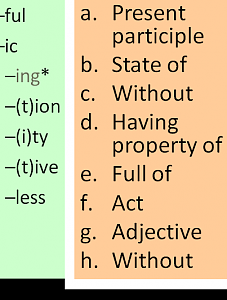 –ful
–ic
–ing*
–(t)ion
–(i)ty
–(t)ive
–less
a. Present
participle
b. State of
c. Without
d. Having
property of
e. Full of
f. Act
g. Adjective
h. Without